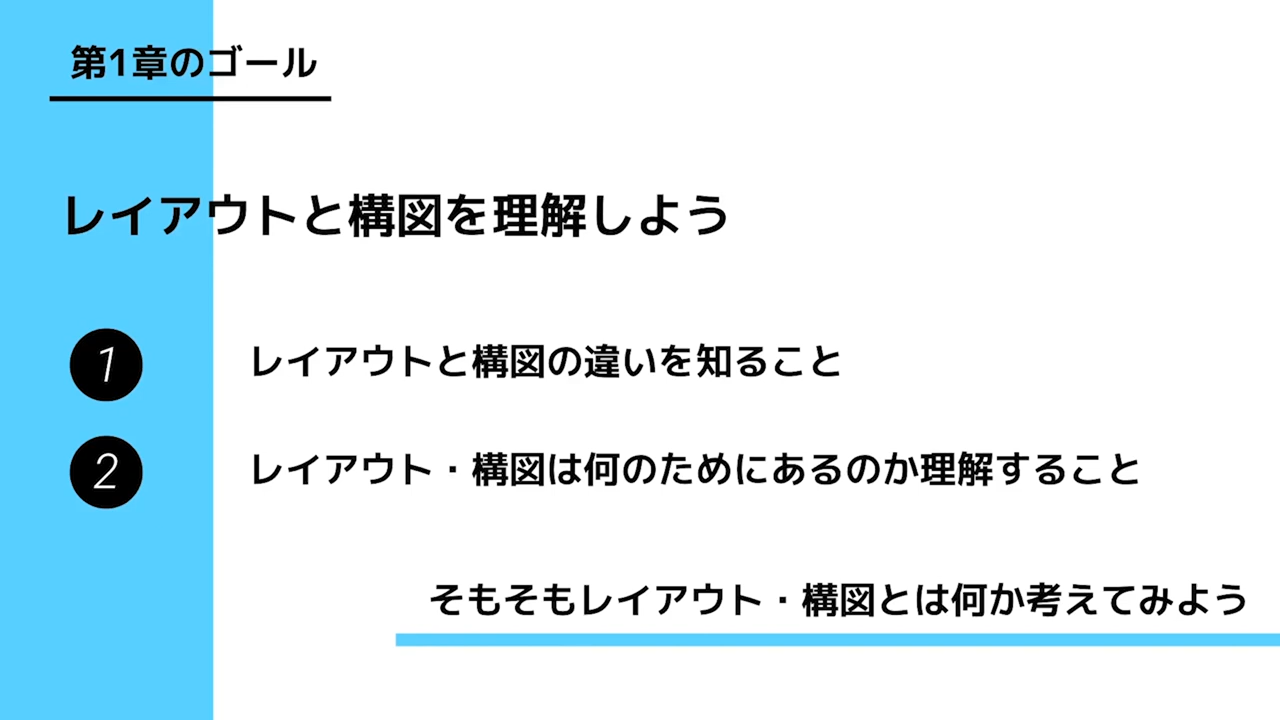 第1章のゴール
レイアウトと構図を理解しよう
1 レイアウトと構図の違いを知ること
2 レイアウト・構図は何のためにあるのか理解すること
そもそもレイアウト・構図とは何か考えてみよう